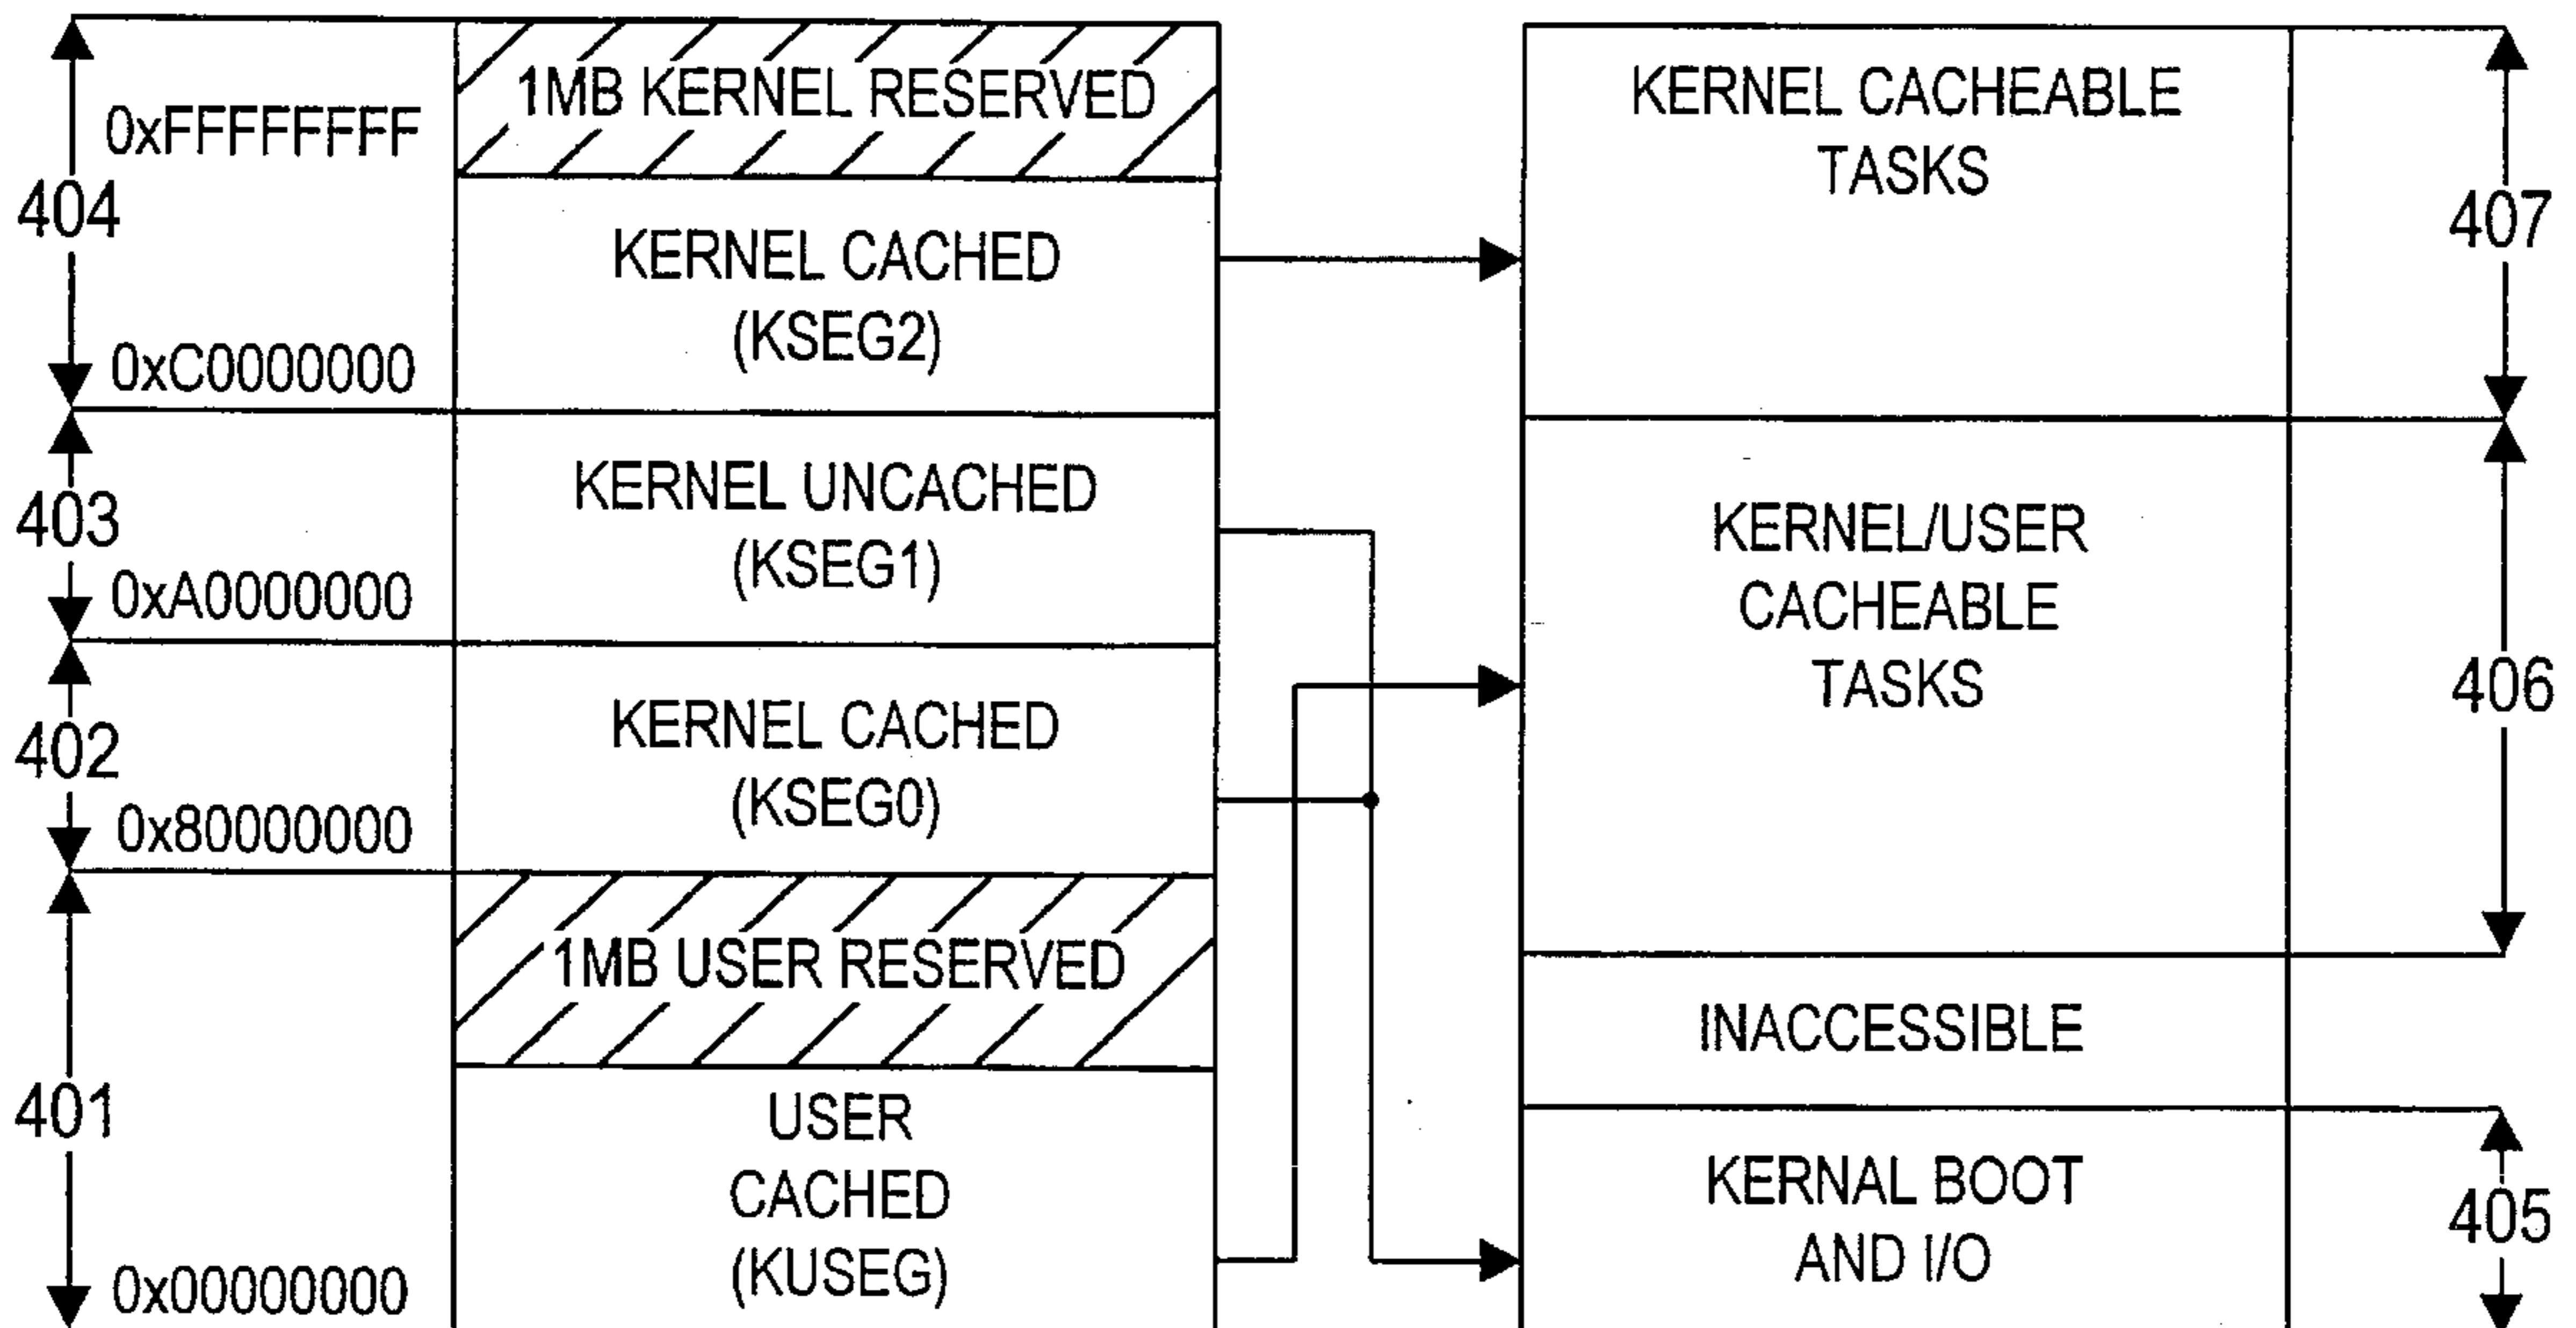 404
0xFFFFFFFF
0xC0000000
403
0xA0000000
402
0x80000000
401
0x00000000
1MB KERNEL RESERVED
KERNEL CACHED
(KSEG2)
KERNEL UNCACHED
(KSEG1)
KERNEL CACHED
(KSEG0)
1MB USER RESERVED
USER
CACHED
(KUSEG)
KERNEL CACHEABLE
TASKS
KERNEL/USER
CACHEABLE
TASKS
INACCESSIBLE
KERNAL BOOT
AND I/O
407
406
405